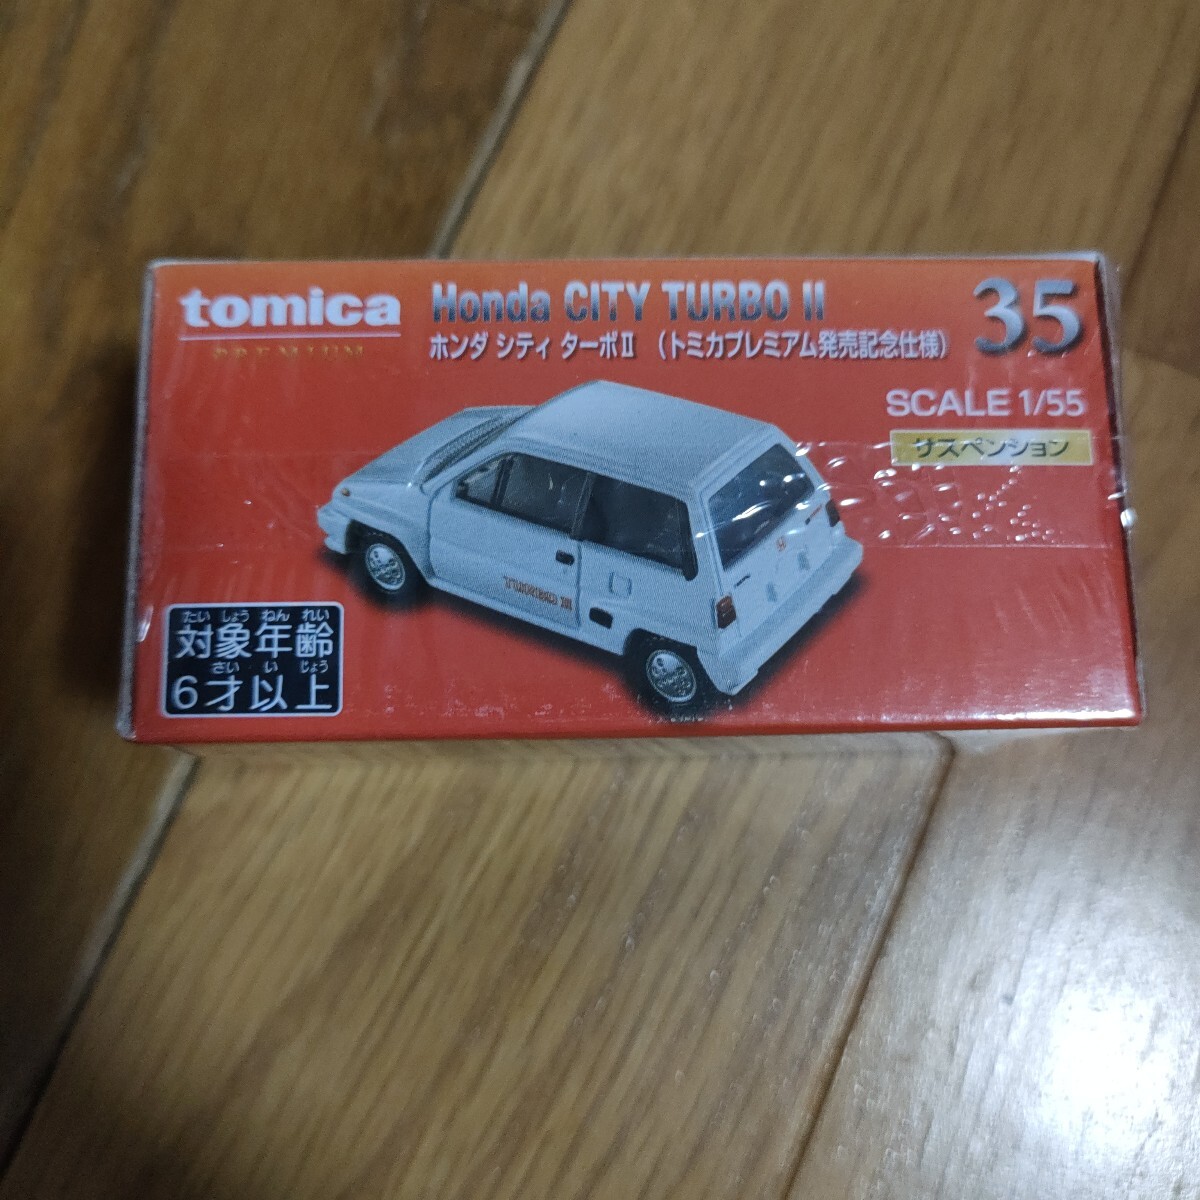 tomica
PREMIUM
Honda CITY TURBO II
ホンダ シティ ターボⅡ （トミカプレミアム発売記念仕様）
35
SCALE 1/55
サスペンション
TURBO II
たい しょう ねん れい
対象年齢
さい い じょう
6才以上